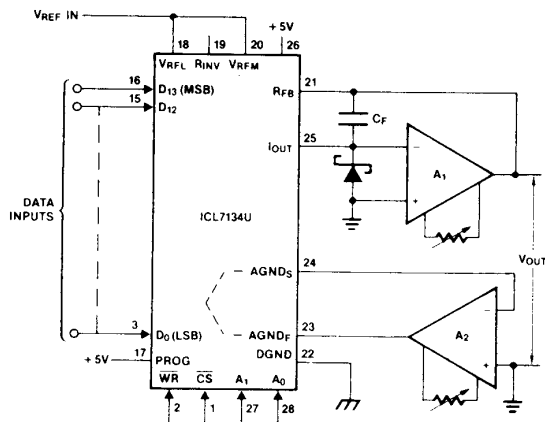 VREF IN
+5V
18 19 20 26
VRFL RINV VRFM
16 D13 (MSB)
15 D12
RFB 21
CF
IOUT 25
A1
DATA
INPUTS
ICL7134U
VOUT
AGNDS 24
A2
3 D0 (LSB)
AGNDF 23
+5V 17 PROG
DGND 22
WR CS A1 A0
2 1 27 28
− +
− +